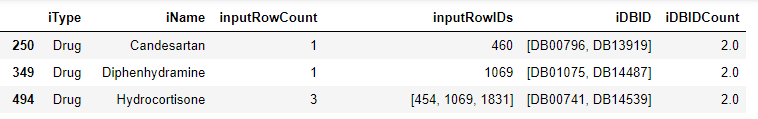 iType iName inputRowCount inputRowIDs iDBID iDBIDCount
250 Drug Candesartan 1 460 [DB00796, DB13919] 2.0
349 Drug Diphenhydramine 1 1069 [DB01075, DB14487] 2.0
494 Drug Hydrocortisone 3 [454, 1069, 1831] [DB00741, DB14539] 2.0